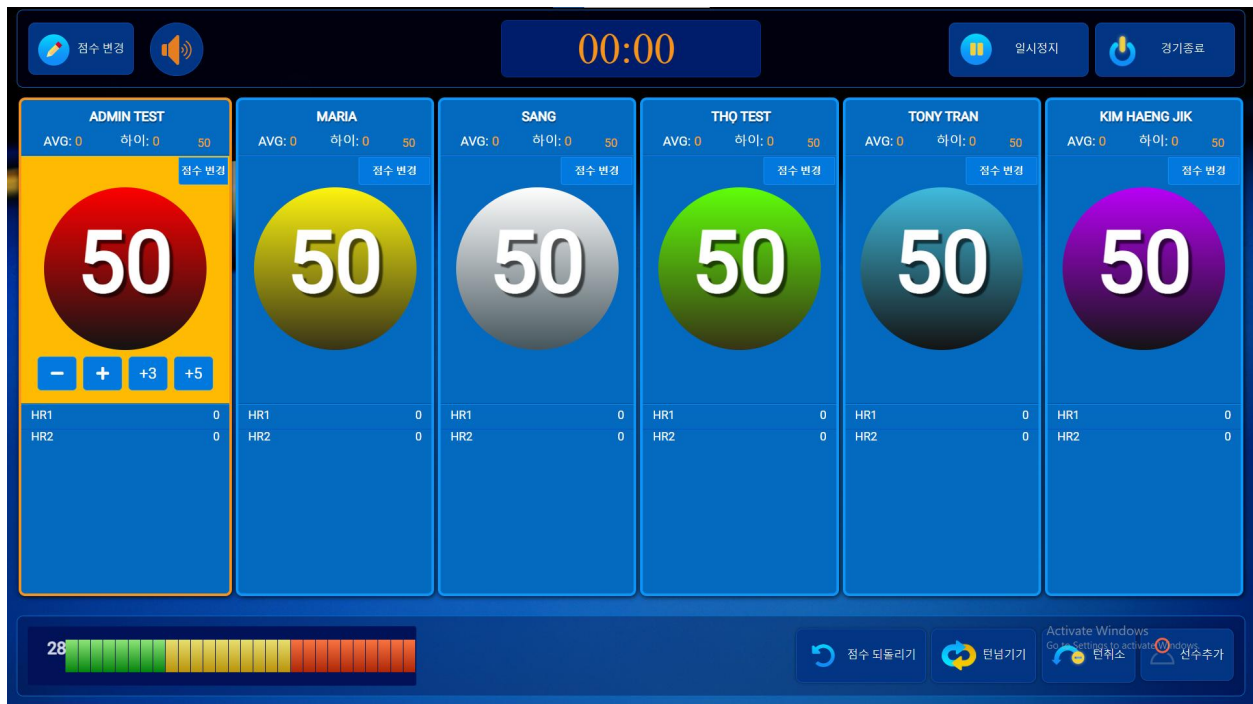 점수 변경
00:00
일시정지
경기종료
ADMIN TEST
AVG: 0 하이: 0 50
점수 변경
50
− + +3 +5
HR1 0
HR2 0
MARIA
AVG: 0 하이: 0 50
점수 변경
50
HR1 0
HR2 0
SANG
AVG: 0 하이: 0 50
점수 변경
50
HR1 0
HR2 0
THỌ TEST
AVG: 0 하이: 0 50
점수 변경
50
HR1 0
HR2 0
TONY TRAN
AVG: 0 하이: 0 50
점수 변경
50
HR1 0
HR2 0
KIM HAENG JIK
AVG: 0 하이: 0 50
점수 변경
50
HR1 0
HR2 0
28
점수 되돌리기
턴넘기기
턴취소
선수추가
Activate Windows
Go to Settings to activate Windows.